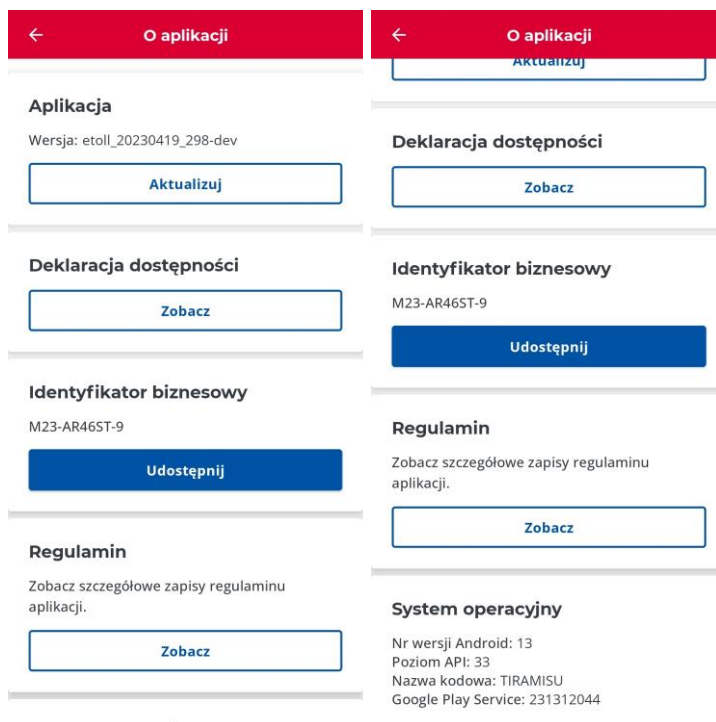 O aplikacji
Aplikacja
Wersja: etoll_20230419_298-dev
Aktualizuj
Deklaracja dostępności
Zobacz
Identyfikator biznesowy
M23-AR46ST-9
Udostępnij
Regulamin
Zobacz szczegółowe zapisy regulaminu
aplikacji.
Zobacz
O aplikacji
Aktualizuj
Deklaracja dostępności
Zobacz
Identyfikator biznesowy
M23-AR46ST-9
Udostępnij
Regulamin
Zobacz szczegółowe zapisy regulaminu
aplikacji.
Zobacz
System operacyjny
Nr wersji Android: 13
Poziom API: 33
Nazwa kodowa: TIRAMISU
Google Play Service: 231312044